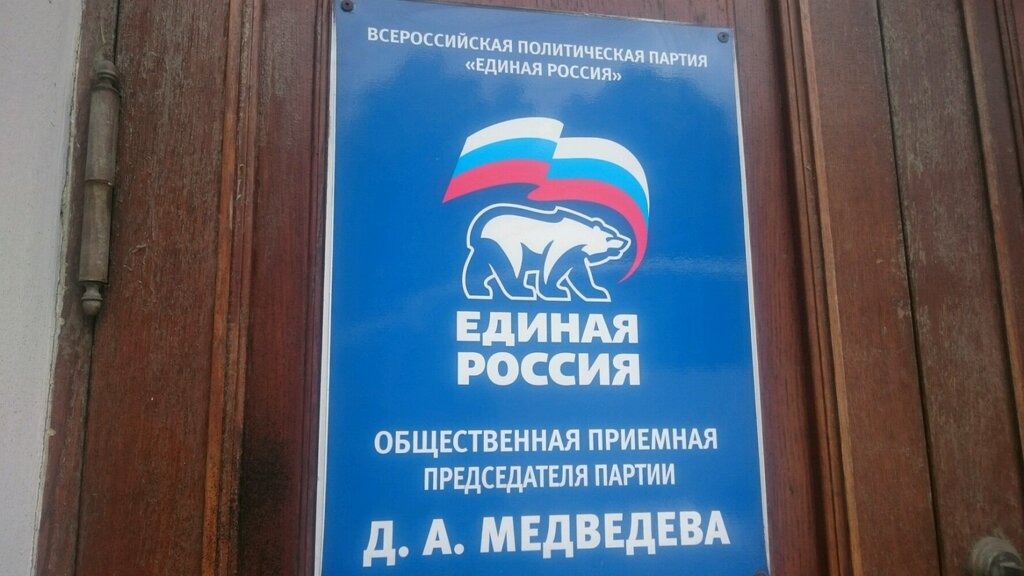 ВСЕРОССИЙСКАЯ ПОЛИТИЧЕСКАЯ ПАРТИЯ
«ЕДИНАЯ РОССИЯ»
ЕДИНАЯ
РОССИЯ
ОБЩЕСТВЕННАЯ ПРИЕМНАЯ
ПРЕДСЕДАТЕЛЯ ПАРТИИ
Д. А. МЕДВЕДЕВА